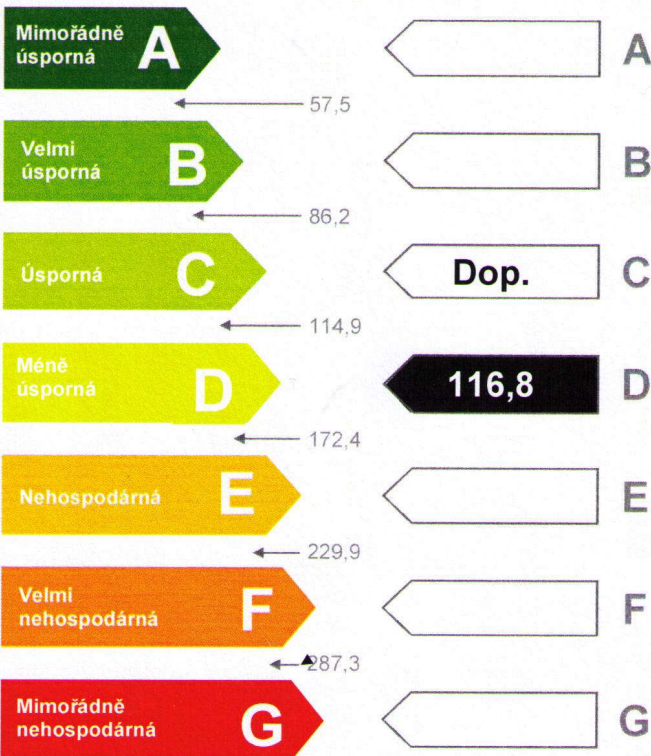 Mimořádně
úsporná A A
57,5
Velmi
úsporná B B
86,2
Úsporná C Dop. C
114,9
Méně
úsporná D 116,8 D
172,4
Nehospodárná E E
229,9
Velmi
nehospodárná F F
287,3
Mimořádně
nehospodárná G G